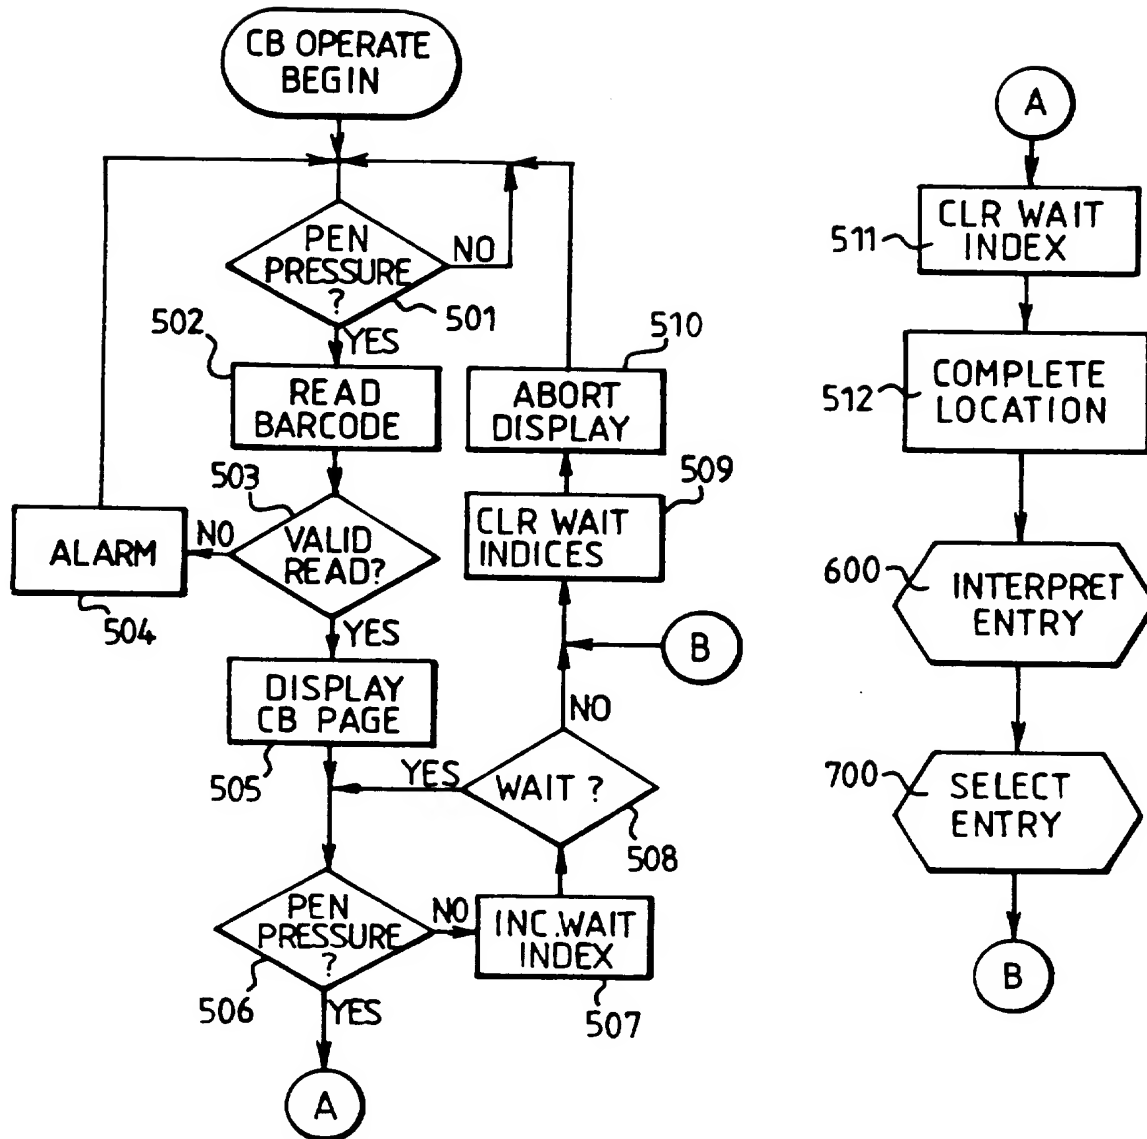 CB OPERATE
BEGIN
PEN
PRESSURE
?
NO
501
YES
502
READ
BARCODE
503
VALID
READ?
NO
ALARM
504
YES
DISPLAY
CB PAGE
505
PEN
PRESSURE
?
506
NO
YES
A
INC. WAIT
INDEX
507
WAIT ?
508
YES
NO
B
CLR WAIT
INDICES
509
ABORT
DISPLAY
510
A
CLR WAIT
INDEX
511
COMPLETE
LOCATION
512
INTERPRET
ENTRY
600
SELECT
ENTRY
700
B